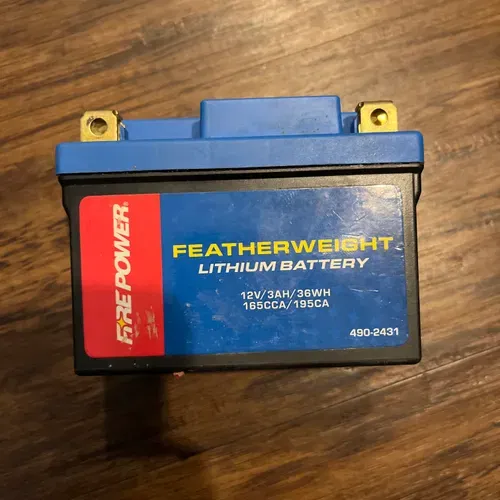 FIRE POWER
FEATHERWEIGHT
LITHIUM BATTERY
12V/3AH/36WH
165CCA/195CA
490-2431